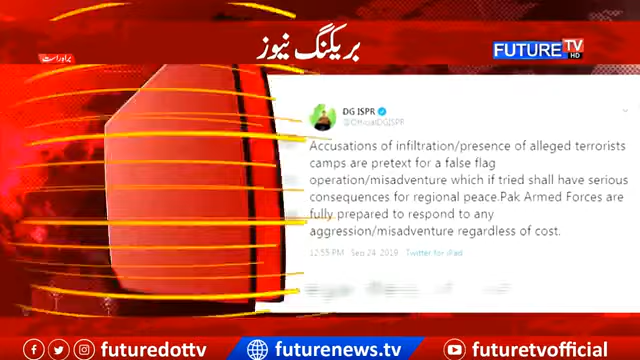 بریکنگ نیوز
براہ راست
FUTURE TV
HD
DG ISPR
@OfficialDGISPR
Accusations of infiltration/presence of alleged terrorists
camps are pretext for a false flag
operation/misadventure which if tried shall have serious
consequences for regional peace.Pak Armed Forces are
fully prepared to respond to any
aggression/misadventure regardless of cost.
12:55 PM · Sep 24, 2019 · Twitter for iPad
futuredottv
futurenews.tv
futuretvofficial